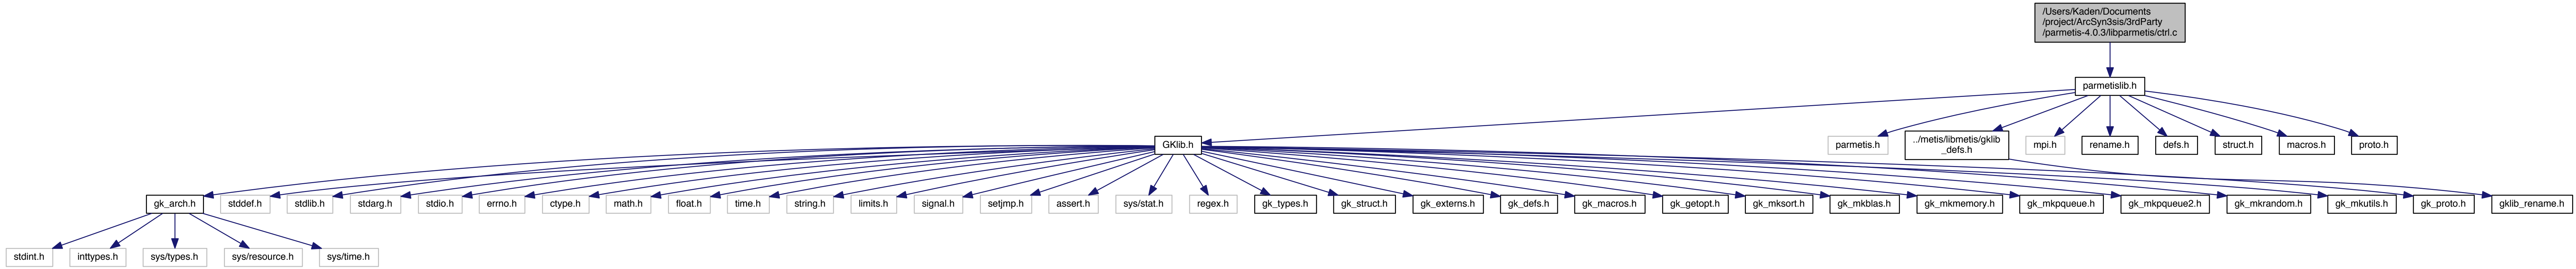 /Users/Kaden/Documents
/project/ArcSyn3sis/3rdParty
/parmetis-4.0.3/libparmetis/ctrl.c
parmetislib.h
GKlib.h
parmetis.h
../metis/libmetis/gklib
_defs.h
mpi.h
rename.h
defs.h
struct.h
macros.h
proto.h
gk_arch.h
stddef.h
stdlib.h
stdarg.h
stdio.h
errno.h
ctype.h
math.h
float.h
time.h
string.h
limits.h
signal.h
setjmp.h
assert.h
sys/stat.h
regex.h
gk_types.h
gk_struct.h
gk_externs.h
gk_defs.h
gk_macros.h
gk_getopt.h
gk_mksort.h
gk_mkblas.h
gk_mkmemory.h
gk_mkpqueue.h
gk_mkpqueue2.h
gk_mkrandom.h
gk_mkutils.h
gk_proto.h
gklib_rename.h
stdint.h
inttypes.h
sys/types.h
sys/resource.h
sys/time.h